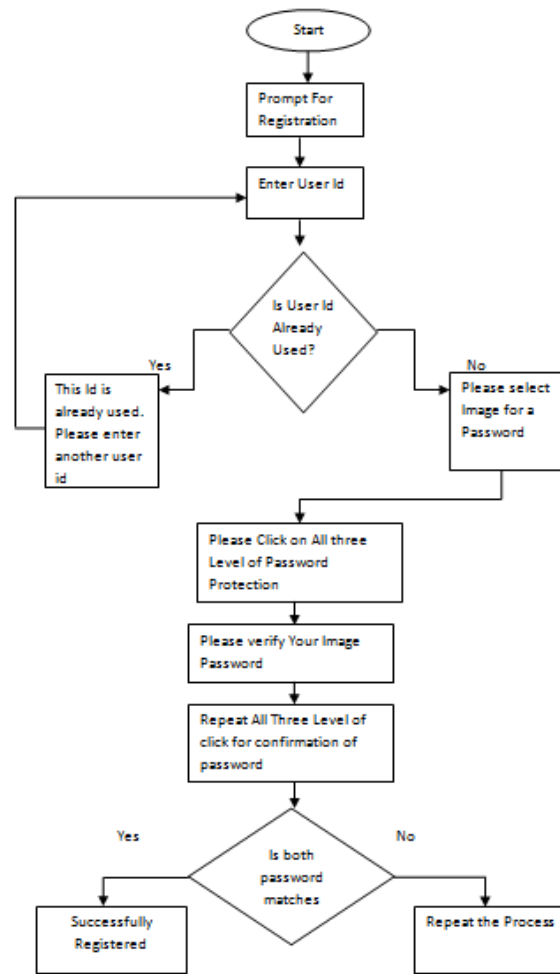 Start
Prompt For
Registration
Enter User Id
Is User Id
Already
Used?
Yes
No
This Id is
already used.
Please enter
another user
id
Please select
Image for a
Password
Please Click on All three
Level of Password
Protection
Please verify Your Image
Password
Repeat All Three Level of
click for confirmation of
password
Yes
No
Is both
password
matches
Successfully
Registered
Repeat the Process